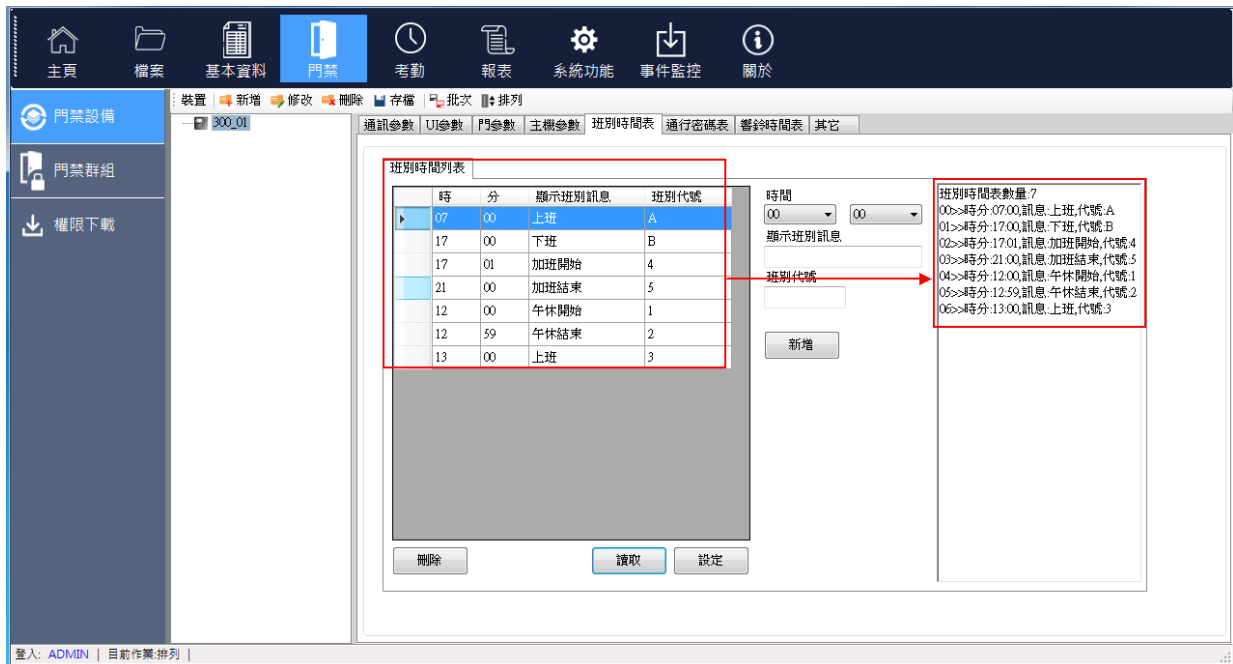 主頁 檔案 基本資料 門禁 考勤 報表 系統功能 事件監控 關於
門禁設備
門禁群組
權限下載
裝置 新增 修改 刪除 存檔 批次 排列
300_01
通訊參數 UI參數 門參數 主機參數 班別時間表 通行密碼表 響鈴時間表 其它
班別時間列表
時 分 顯示班別訊息 班別代號
07 00 上班 A
17 00 下班 B
17 01 加班開始 4
21 00 加班結束 5
12 00 午休開始 1
12 59 午休結束 2
13 00 上班 3
刪除 讀取 設定
時間
00 00
顯示班別訊息
班別代號
新增
班別時間表數量:7
00>>時分:07:00,訊息:上班,代號:A
01>>時分:17:00,訊息:下班,代號:B
02>>時分:17:01,訊息:加班開始,代號:4
03>>時分:21:00,訊息:加班結束,代號:5
04>>時分:12:00,訊息:午休開始,代號:1
05>>時分:12:59,訊息:午休結束,代號:2
06>>時分:13:00,訊息:上班,代號:3
登入: ADMIN | 目前作業:排列 |